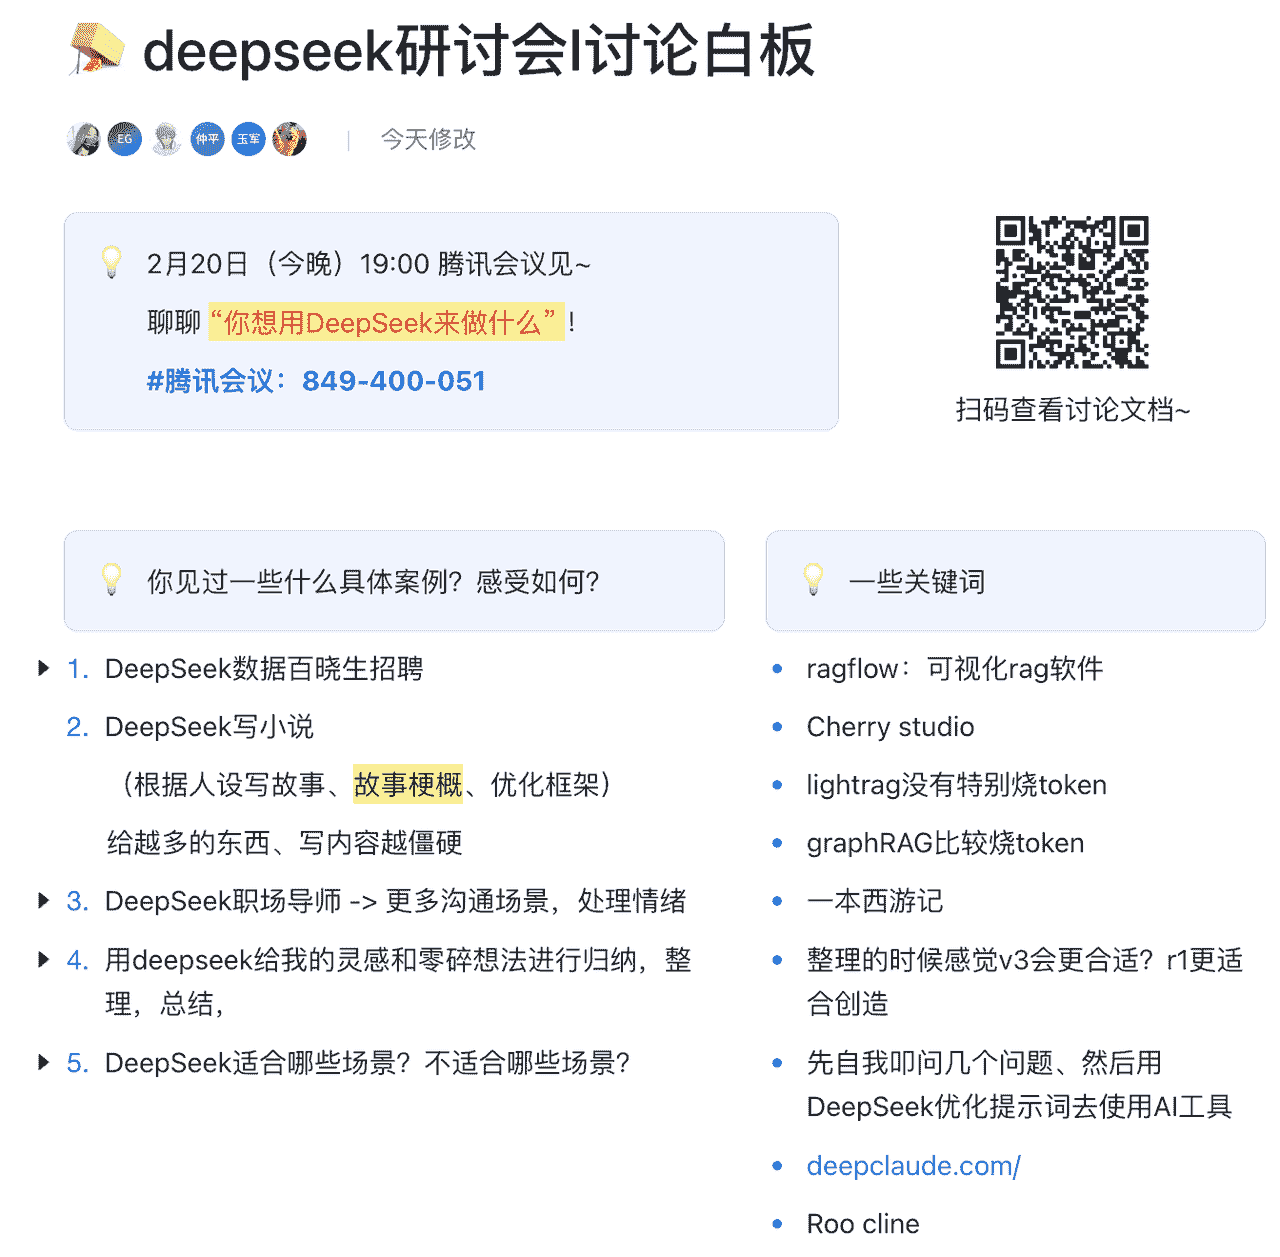 deepseek研讨会|讨论白板
EG 仲平 玉军
今天修改
2月20日（今晚）19:00 腾讯会议见~
聊聊 “你想用DeepSeek来做什么” ！
#腾讯会议：849-400-051
扫码查看讨论文档~
你见过一些什么具体案例？感受如何？
1. DeepSeek数据百晓生招聘
2. DeepSeek写小说
（根据人设写故事、故事梗概、优化框架）
给越多的东西、写内容越僵硬
3. DeepSeek职场导师 -> 更多沟通场景，处理情绪
4. 用deepseek给我的灵感和零碎想法进行归纳，整
理，总结，
5. DeepSeek适合哪些场景？不适合哪些场景？
一些关键词
• ragflow：可视化rag软件
• Cherry studio
• lightrag没有特别烧token
• graphRAG比较烧token
• 一本西游记
• 整理的时候感觉v3会更合适？r1更适
合创造
• 先自我叩问几个问题、然后用
DeepSeek优化提示词去使用AI工具
• deepclaude.com/
• Roo cline